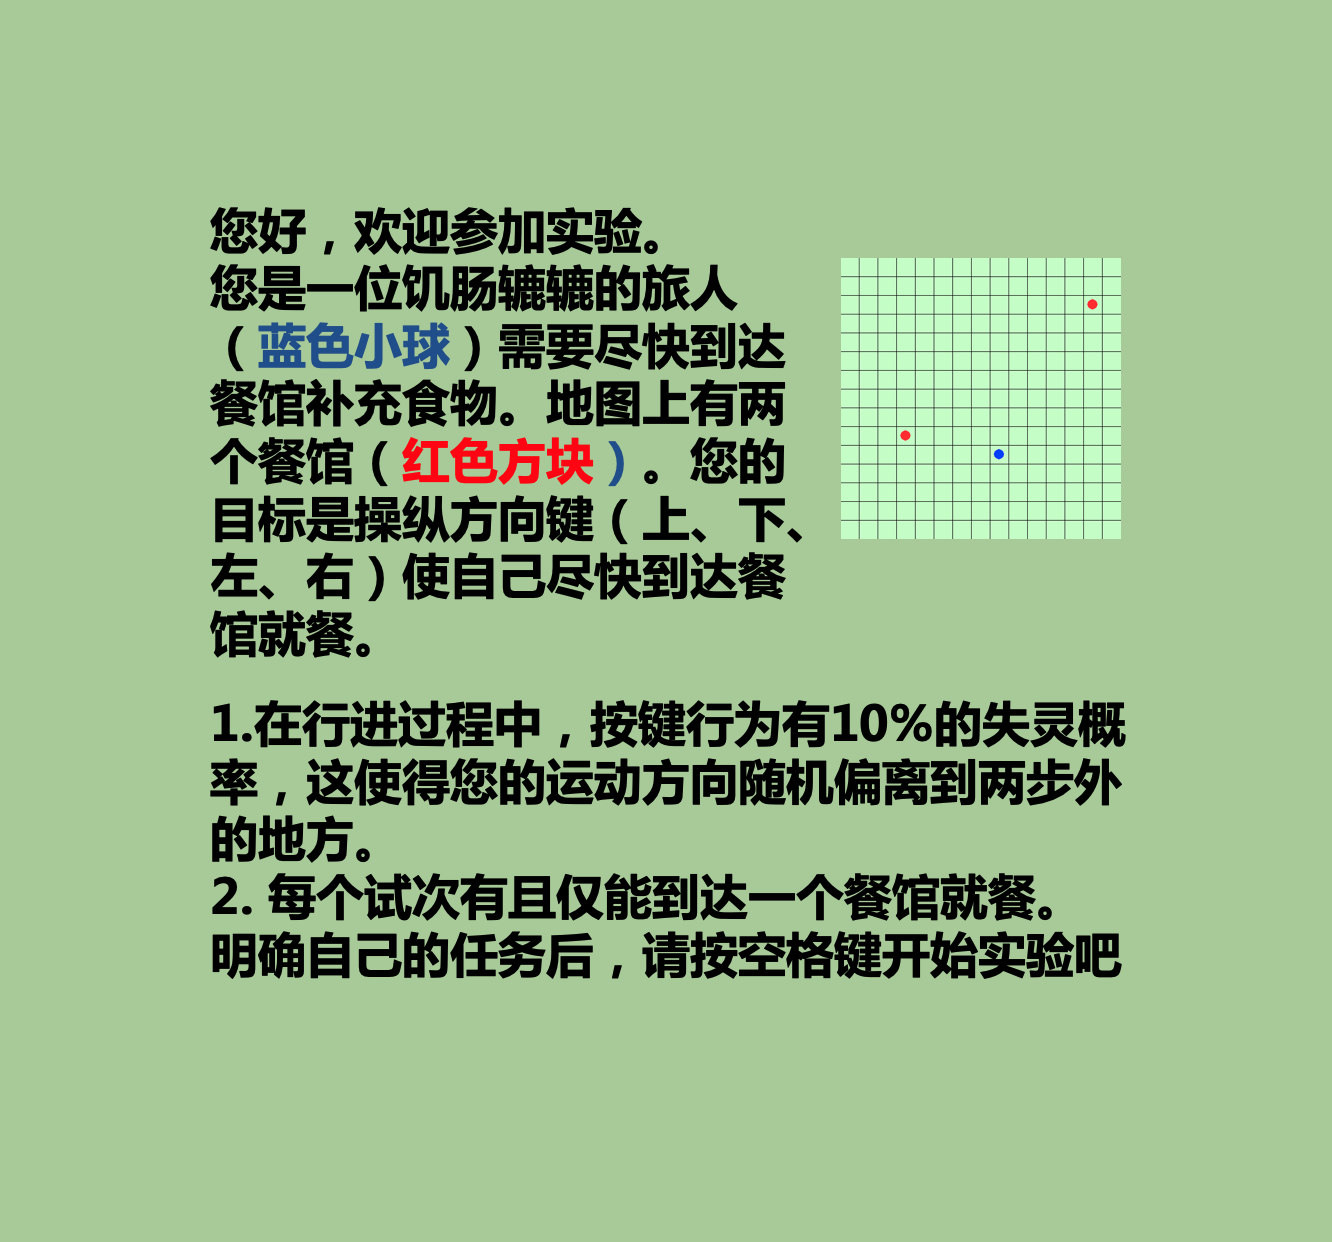 您好，欢迎参加实验。
您是一位饥肠辘辘的旅人
（蓝色小球）需要尽快到达
餐馆补充食物。地图上有两
个餐馆（红色方块）。您的
目标是操纵方向键（上、下、
左、右）使自己尽快到达餐
馆就餐。
1.在行进过程中，按键行为有10%的失灵概
率，这使得您的运动方向随机偏离到两步外
的地方。
2. 每个试次有且仅能到达一个餐馆就餐。
明确自己的任务后，请按空格键开始实验吧